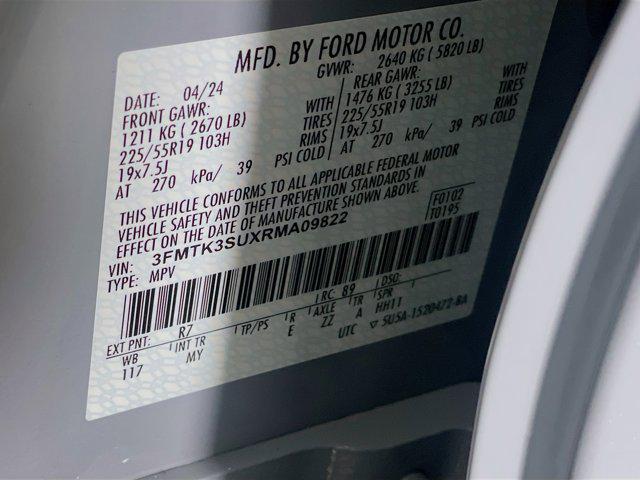 MFD. BY FORD MOTOR CO.
DATE: 04/24 GVWR: 2640 KG ( 5820 LB)
FRONT GAWR: REAR GAWR:
1211 KG ( 2670 LB) WITH 1476 KG ( 3255 LB) WITH
225/55R19 103H TIRES 225/55R19 103H TIRES
19x7.5J RIMS 19x7.5J RIMS
AT 270 kPa/ 39 PSI COLD AT 270 kPa/ 39 PSI COLD
THIS VEHICLE CONFORMS TO ALL APPLICABLE FEDERAL MOTOR
VEHICLE SAFETY AND THEFT PREVENTION STANDARDS IN
EFFECT ON THE DATE OF MANUFACTURE SHOWN ABOVE.
VIN: 3FMTK3SUXRMA09822 F0102
TYPE: MPV T0195
EXT PNT: R7 RC 89 DSO:
WB INT TR TP/PS R AXLE TR SPR
117 MY E ZZ A HH11
UTC ▽ 5U5A-1520472-BA